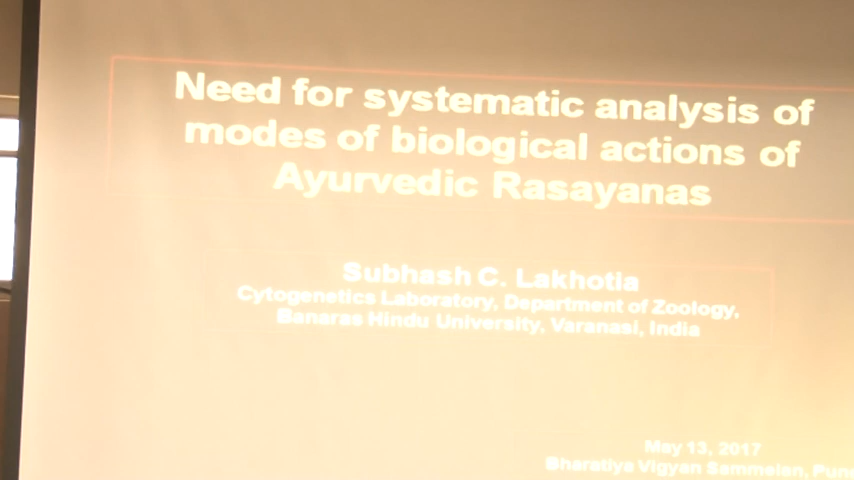 Need for systematic analysis of
modes of biological actions of
Ayurvedic Rasayanas
Subhash C. Lakhotia
Cytogenetics Laboratory, Department of Zoology,
Banaras Hindu University, Varanasi, India
May 13, 2017
Bharatiya Vigyan Sammelan,